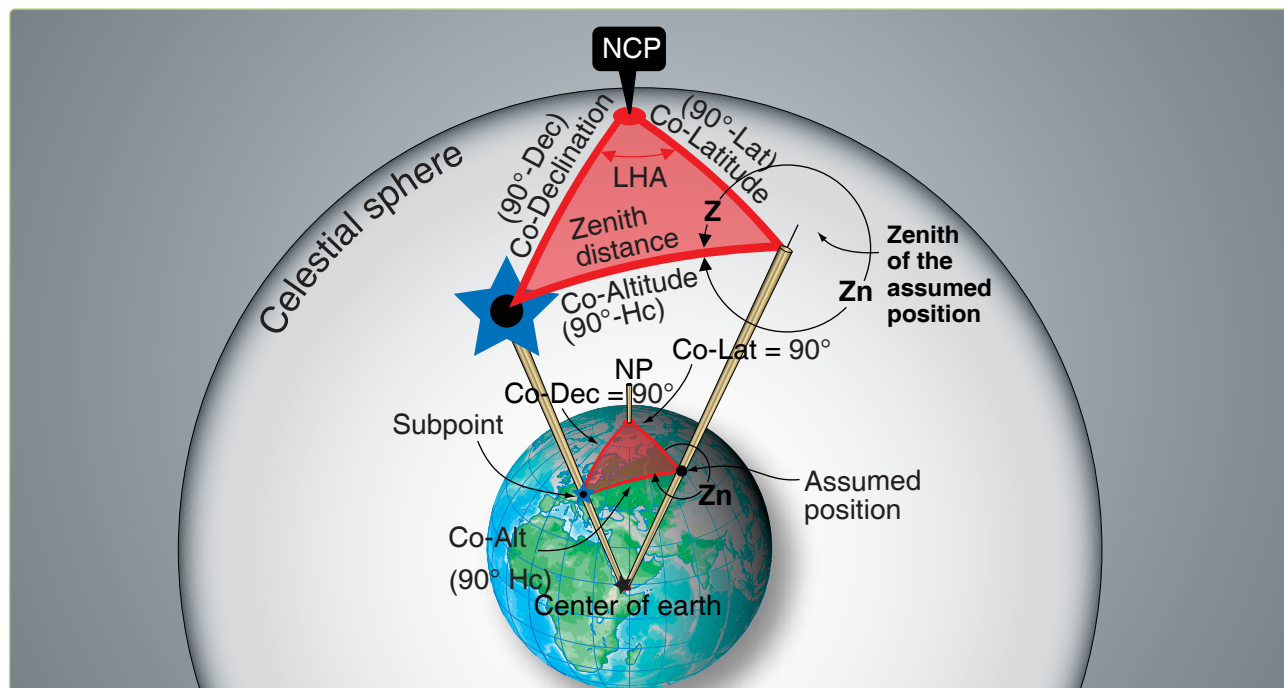 NCP
Celestial sphere
(90°-Dec)
Co-Declination
(90°-Lat)
Co-Latitude
LHA
Z
Zenith
distance
Zn
Zenith
of the
assumed
position
Co-Altitude
(90°-Hc)
Co-Lat = 90°
NP
Co-Dec = 90°
Subpoint
Zn
Assumed
position
Co-Alt
(90° Hc)
Center of earth